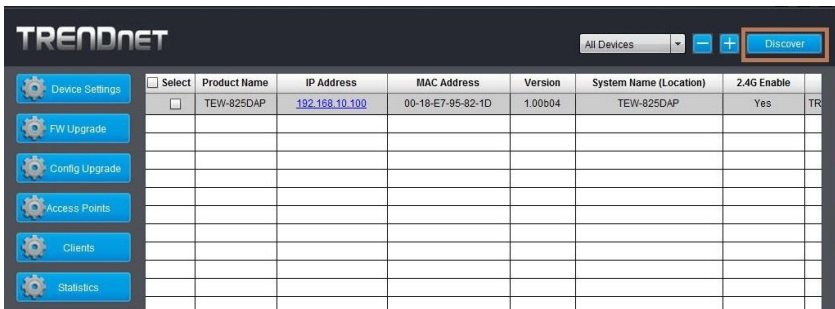 TRENDnET
All Devices
Discover
Device Settings
FW Upgrade
Config Upgrade
Access Points
Clients
Statistics
Select Product Name IP Address MAC Address Version System Name (Location) 2.4G Enable
TEW-825DAP 192.168.10.100 00-18-E7-95-82-1D 1.00b04 TEW-825DAP Yes TR